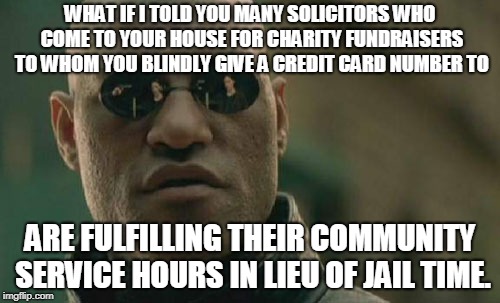 WHAT IF I TOLD YOU MANY SOLICITORS WHO
COME TO YOUR HOUSE FOR CHARITY FUNDRAISERS
TO WHOM YOU BLINDLY GIVE A CREDIT CARD NUMBER TO
ARE FULFILLING THEIR COMMUNITY
SERVICE HOURS IN LIEU OF JAIL TIME.
imgflip.com